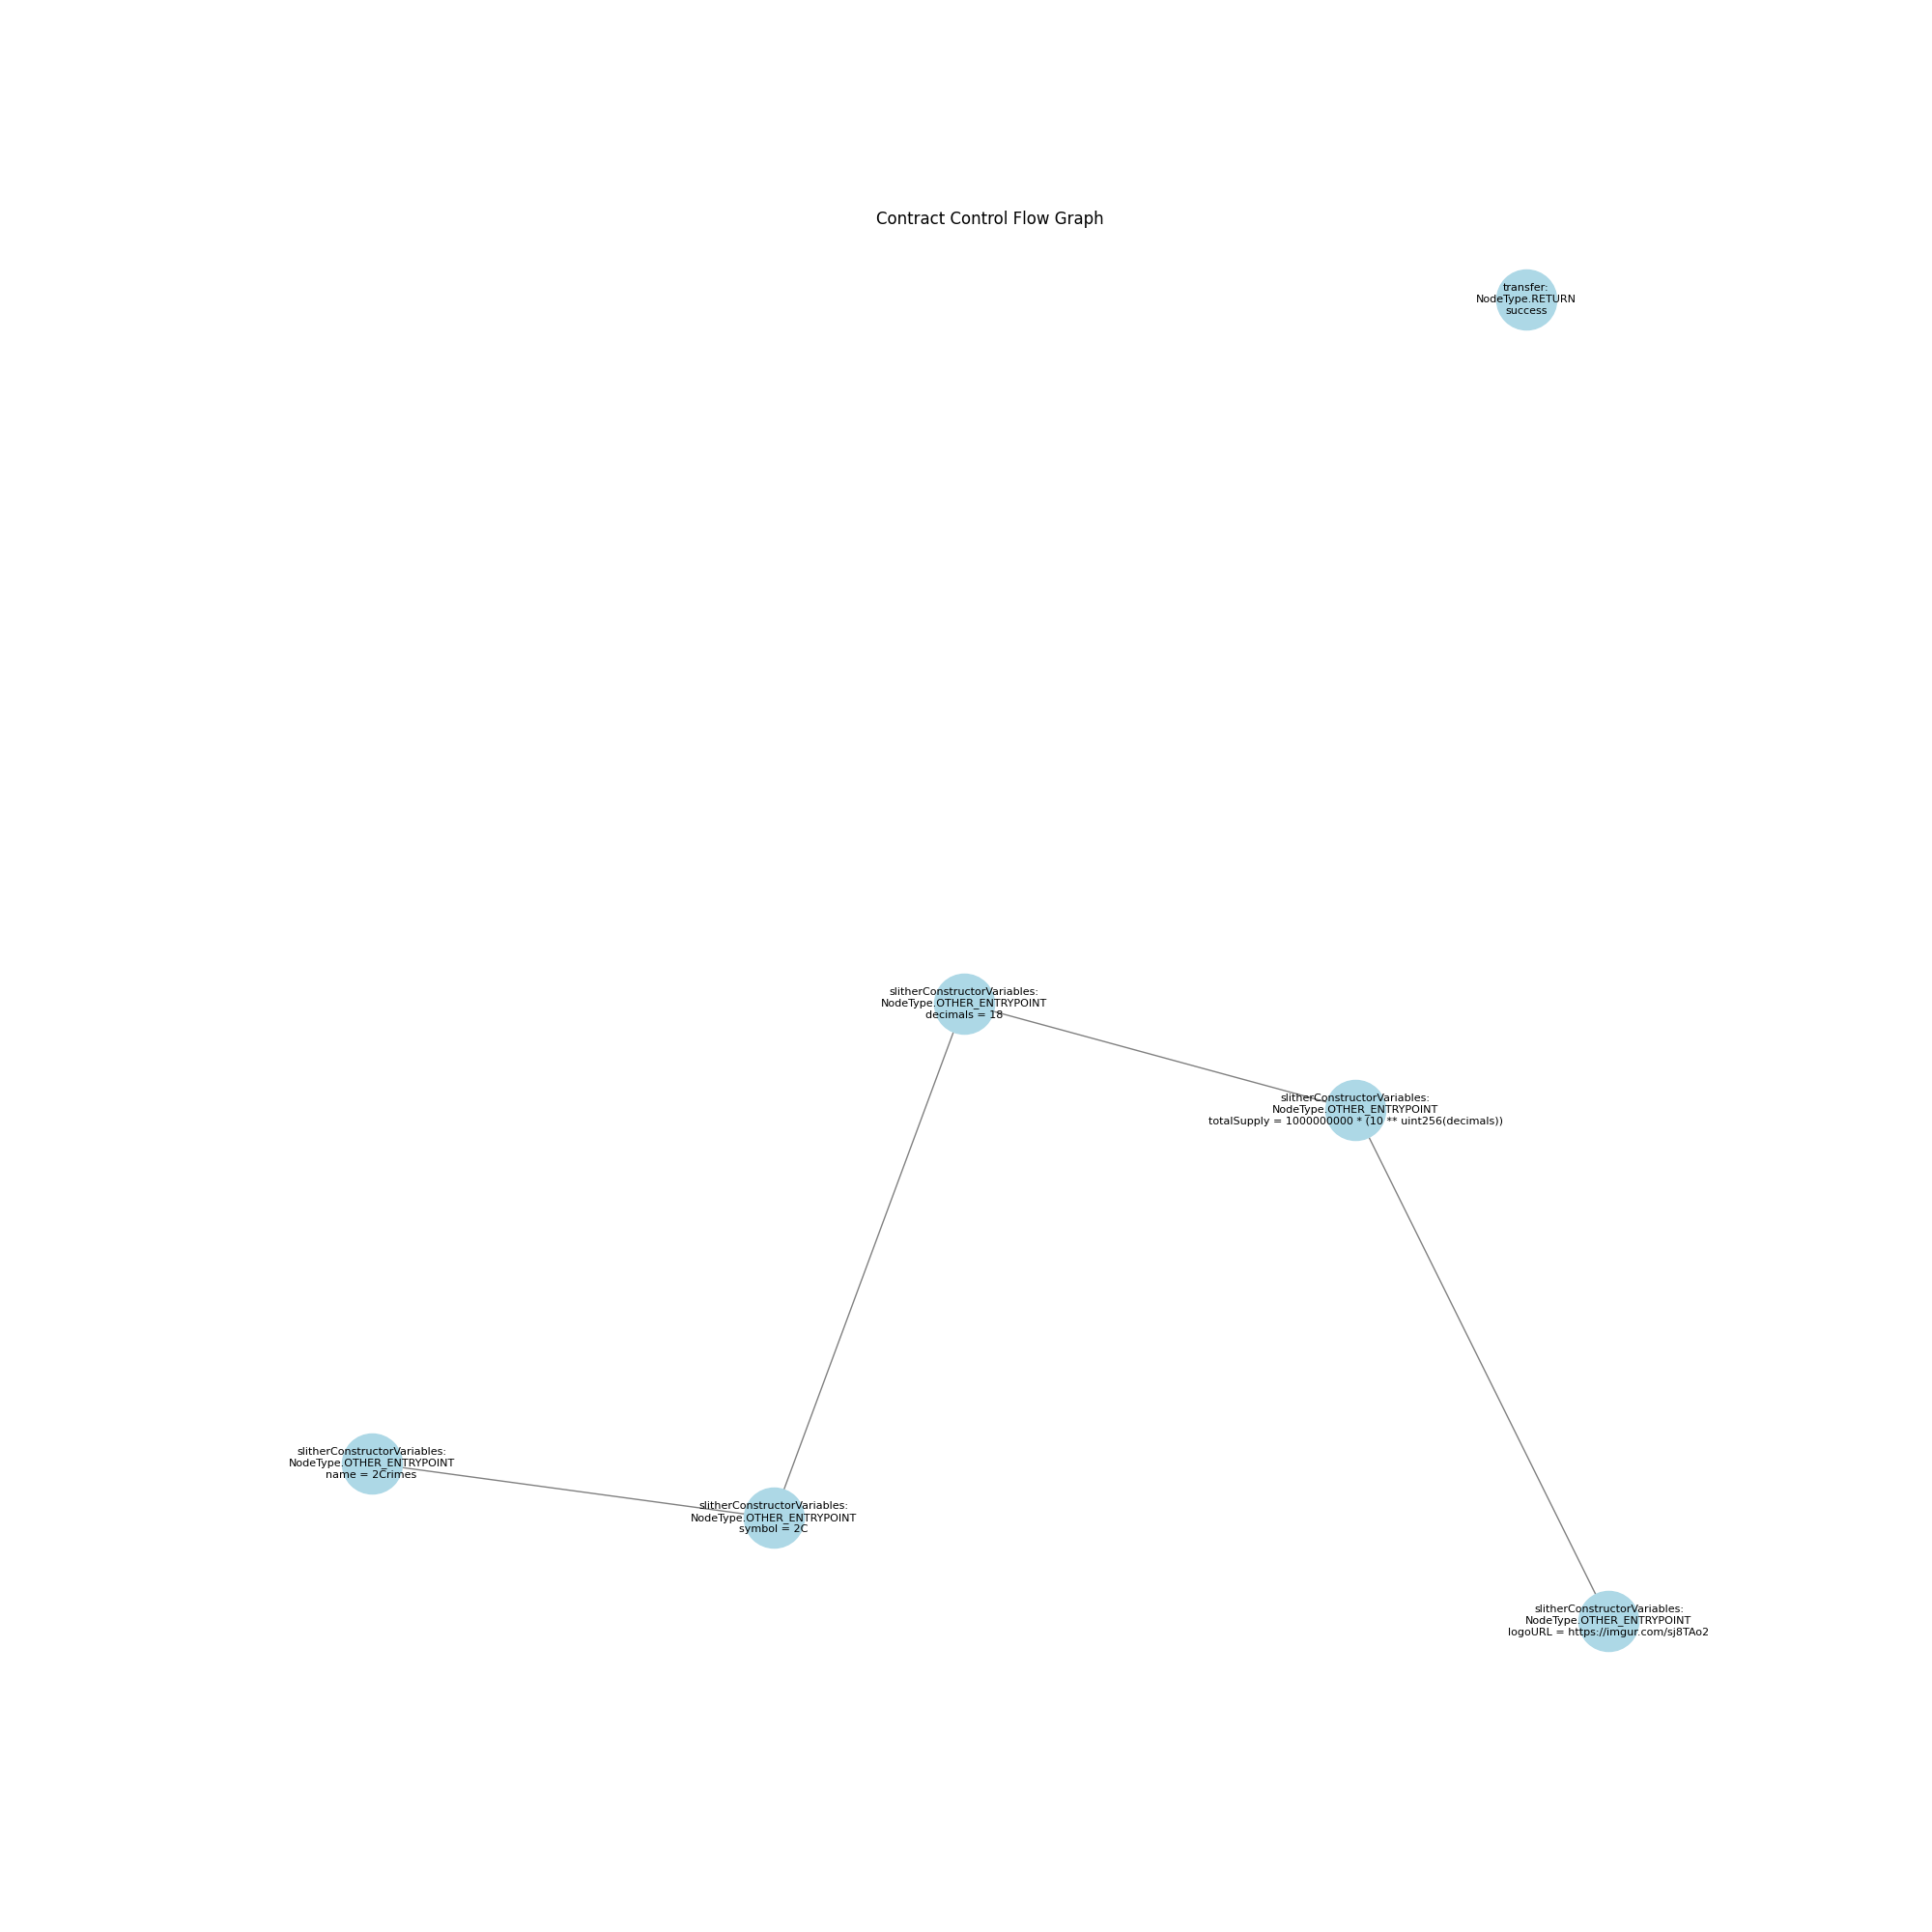 Contract Control Flow Graph
transfer:
NodeType.RETURN
success
slitherConstructorVariables:
NodeType.OTHER_ENTRYPOINT
decimals = 18
slitherConstructorVariables:
NodeType.OTHER_ENTRYPOINT
totalSupply = 1000000000 * (10 ** uint256(decimals))
slitherConstructorVariables:
NodeType.OTHER_ENTRYPOINT
name = 2Crimes
slitherConstructorVariables:
NodeType.OTHER_ENTRYPOINT
symbol = 2C
slitherConstructorVariables:
NodeType.OTHER_ENTRYPOINT
logoURL = https://imgur.com/sj8TAo2